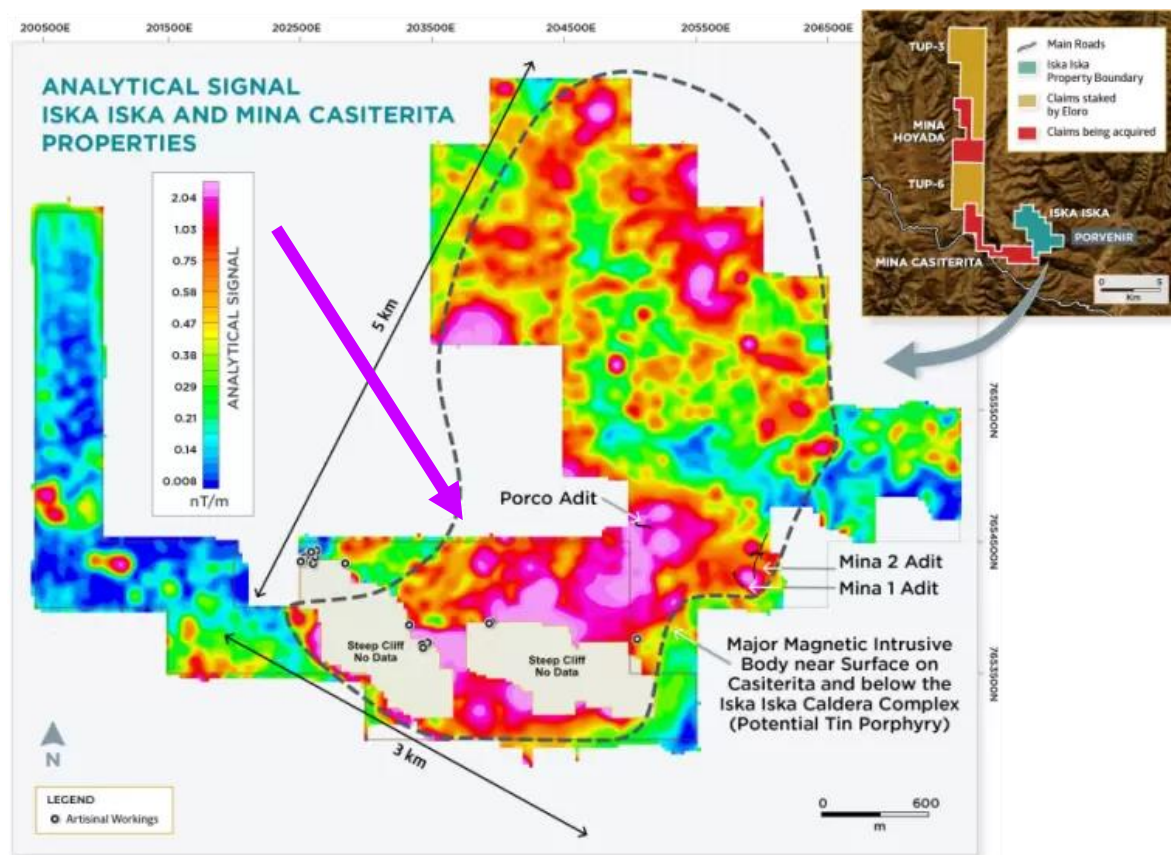 200500E 201500E 202500E 203500E 204500E 205500E 206500E
ANALYTICAL SIGNAL
ISKA ISKA AND MINA CASITERITA
PROPERTIES
2.04
1.03
0.75
0.58
0.47
0.38
0.29
0.21
0.14
0.008
ANALYTICAL SIGNAL
nT/m
5 km
3 km
TUP-3
MINA
HOYADA
TUP-6
ISKA ISKA
PORVENIR
MINA CASITERITA
0 5
Km
Main Roads
Iska Iska
Property Boundary
Claims staked
by Eloro
Claims being acquired
7655500N
7654500N
7653500N
Porco Adit
Mina 2 Adit
Mina 1 Adit
Steep Cliff
No Data
Steep Cliff
No Data
Major Magnetic Intrusive
Body near Surface on
Casiterita and below the
Iska Iska Caldera Complex
(Potential Tin Porphyry)
N
LEGEND
Artisinal Workings
0 600
m